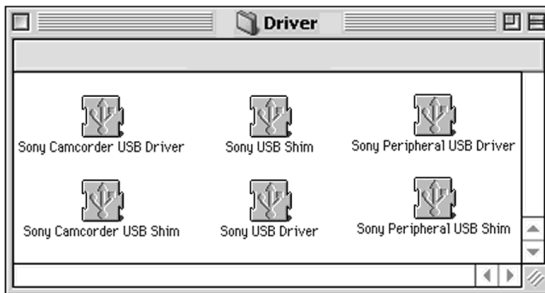 Driver
Sony Camcorder USB Driver
Sony USB Shim
Sony Peripheral USB Driver
Sony Camcorder USB Shim
Sony USB Driver
Sony Peripheral USB Shim